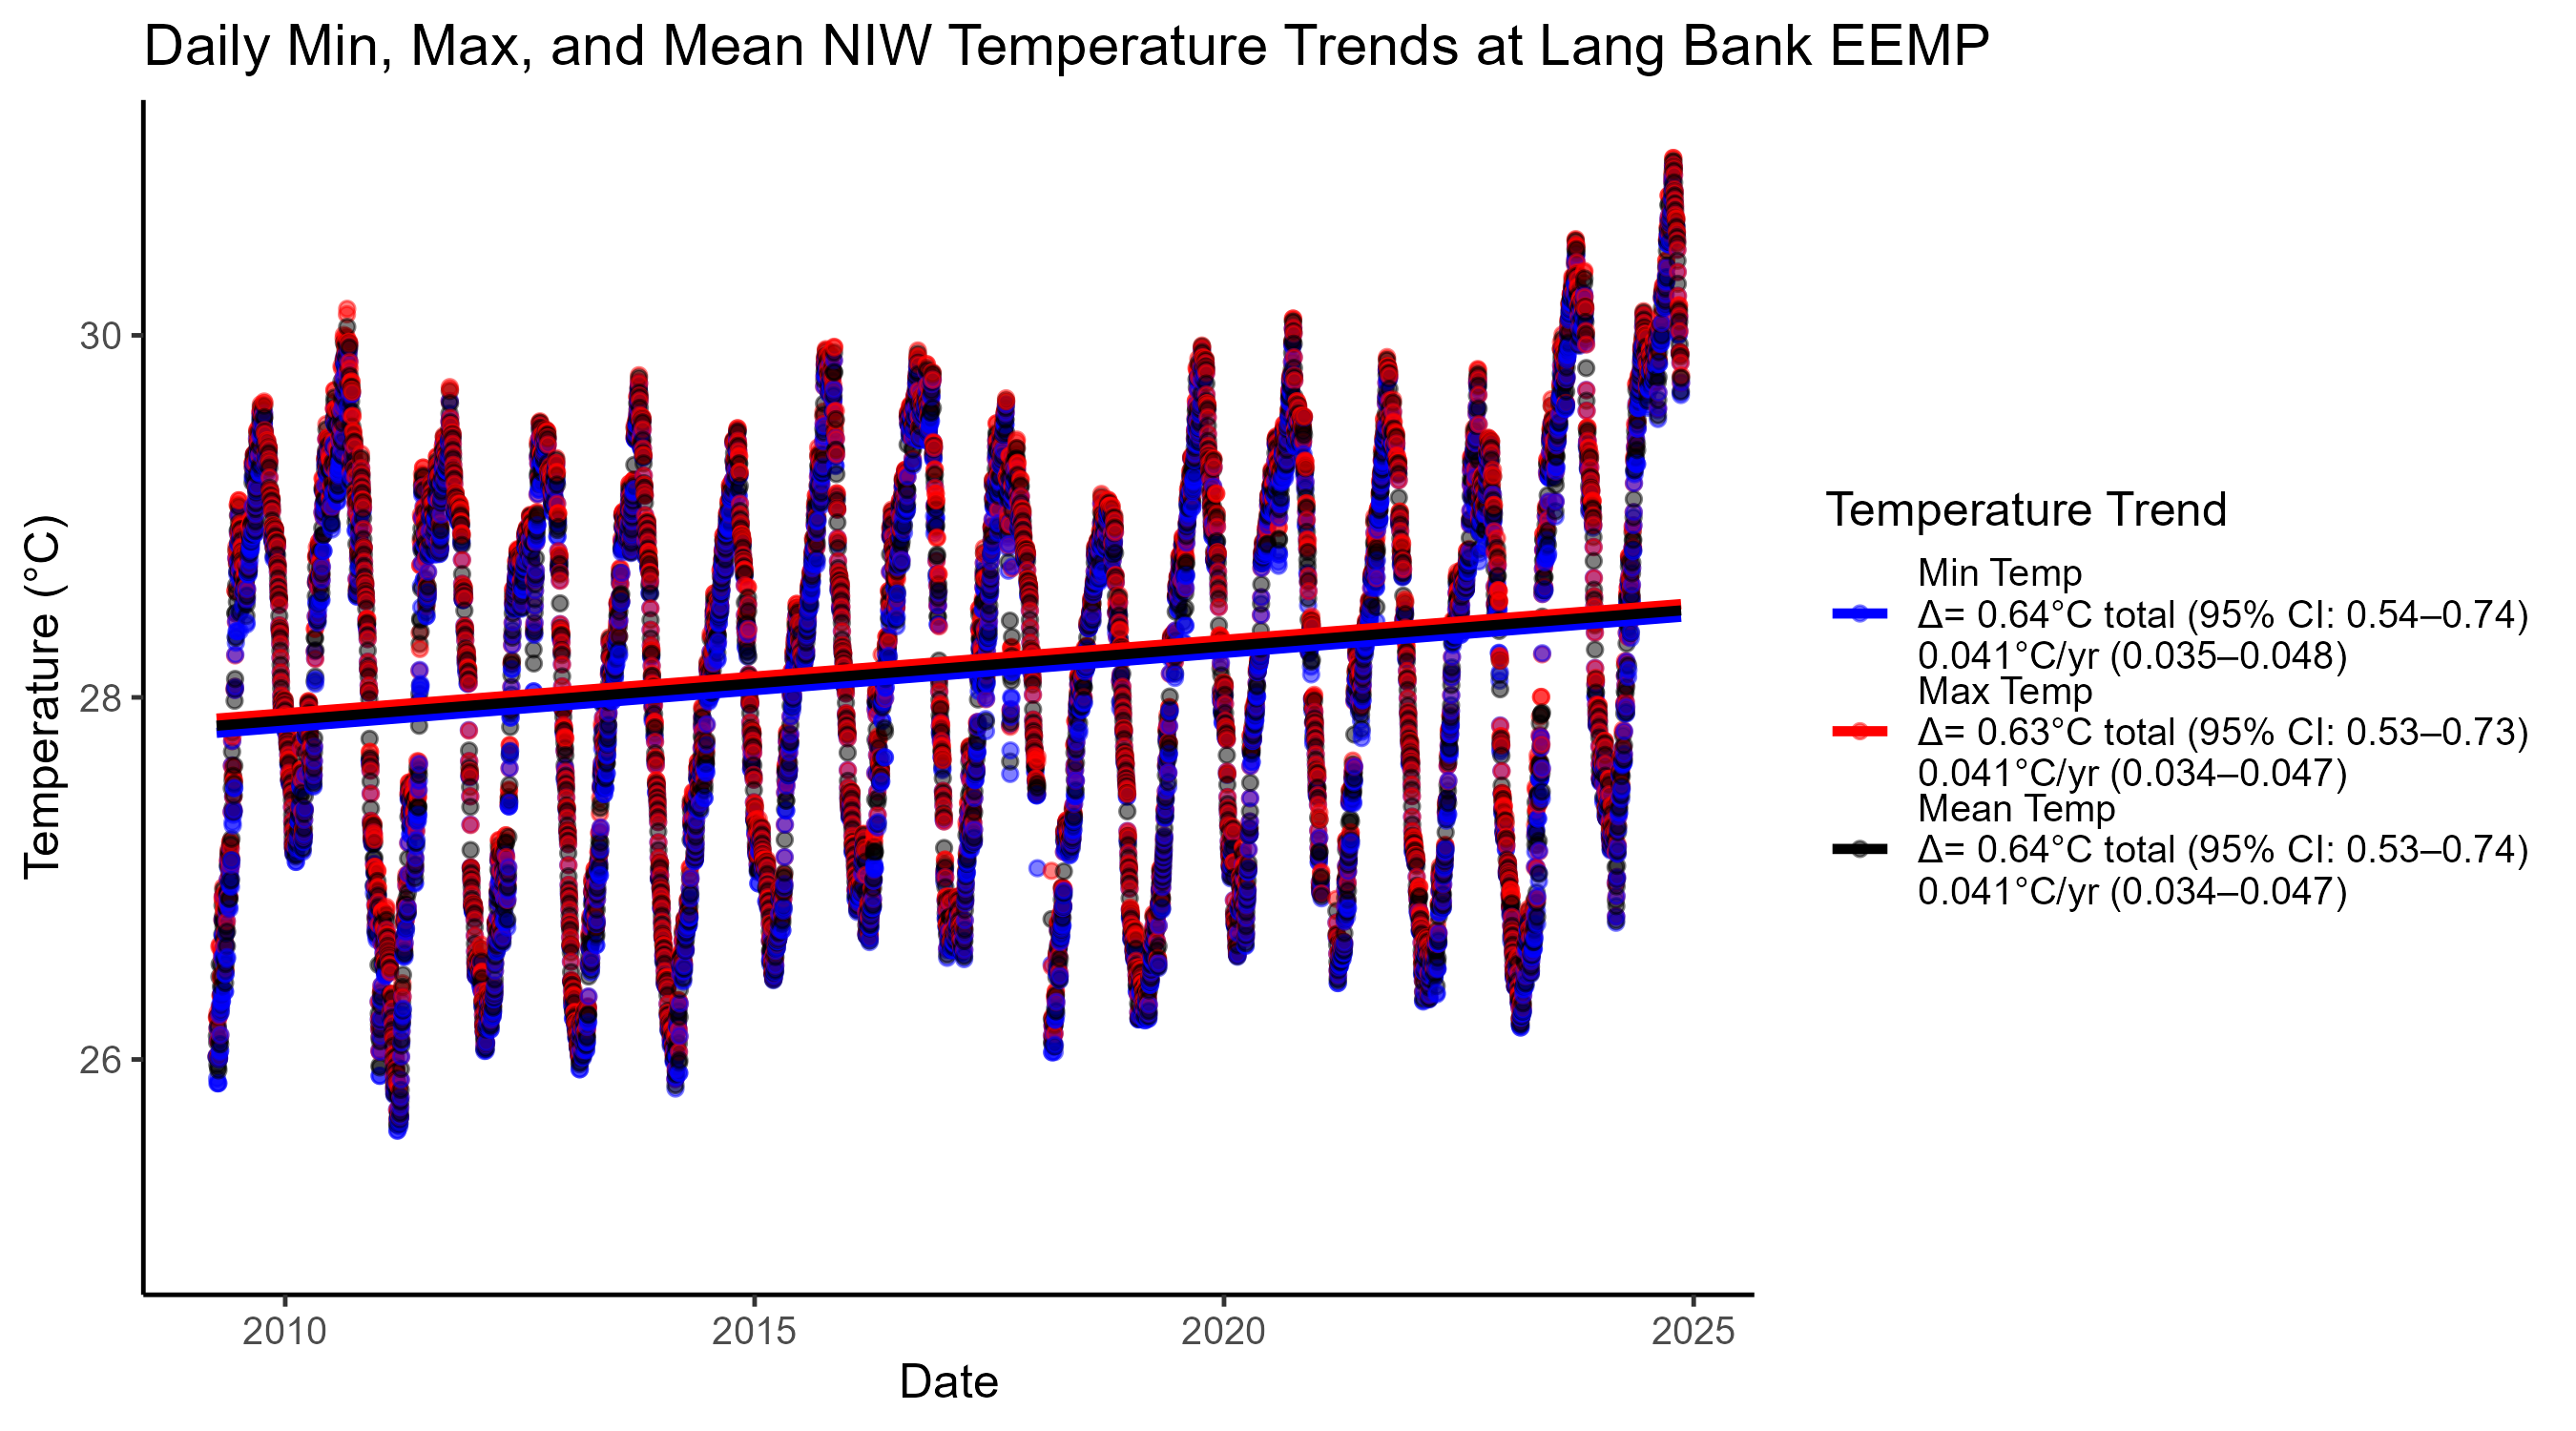 Daily Min, Max, and Mean NIW Temperature Trends at Lang Bank EEMP
Temperature (°C)
30
28
26
2010
2015
2020
2025
Date
Temperature Trend
Min Temp
Δ= 0.64°C total (95% CI: 0.54–0.74)
0.041°C/yr (0.035–0.048)
Max Temp
Δ= 0.63°C total (95% CI: 0.53–0.73)
0.041°C/yr (0.034–0.047)
Mean Temp
Δ= 0.64°C total (95% CI: 0.53–0.74)
0.041°C/yr (0.034–0.047)